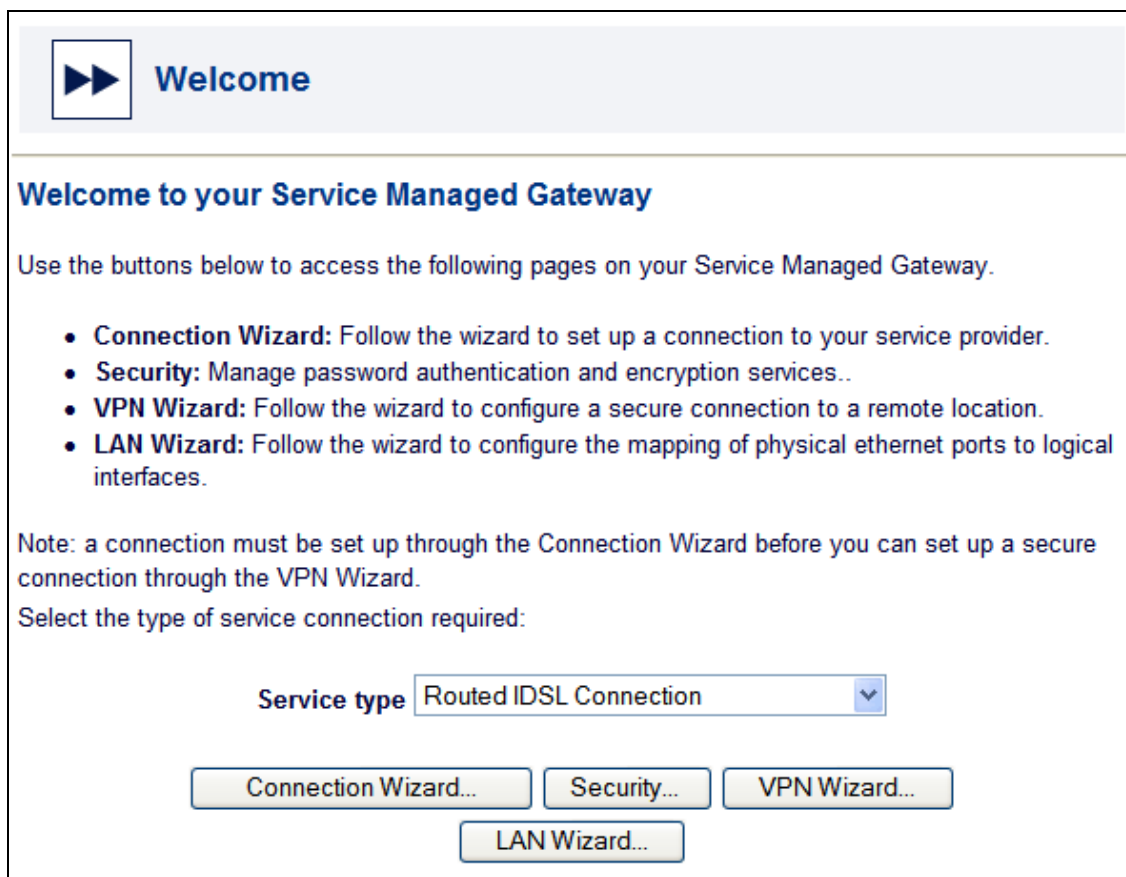 Welcome
Welcome to your Service Managed Gateway
Use the buttons below to access the following pages on your Service Managed Gateway.
• Connection Wizard: Follow the wizard to set up a connection to your service provider.
• Security: Manage password authentication and encryption services..
• VPN Wizard: Follow the wizard to configure a secure connection to a remote location.
• LAN Wizard: Follow the wizard to configure the mapping of physical ethernet ports to logical
interfaces.
Note: a connection must be set up through the Connection Wizard before you can set up a secure
connection through the VPN Wizard.
Select the type of service connection required:
Service type Routed IDSL Connection
Connection Wizard... Security... VPN Wizard...
LAN Wizard...